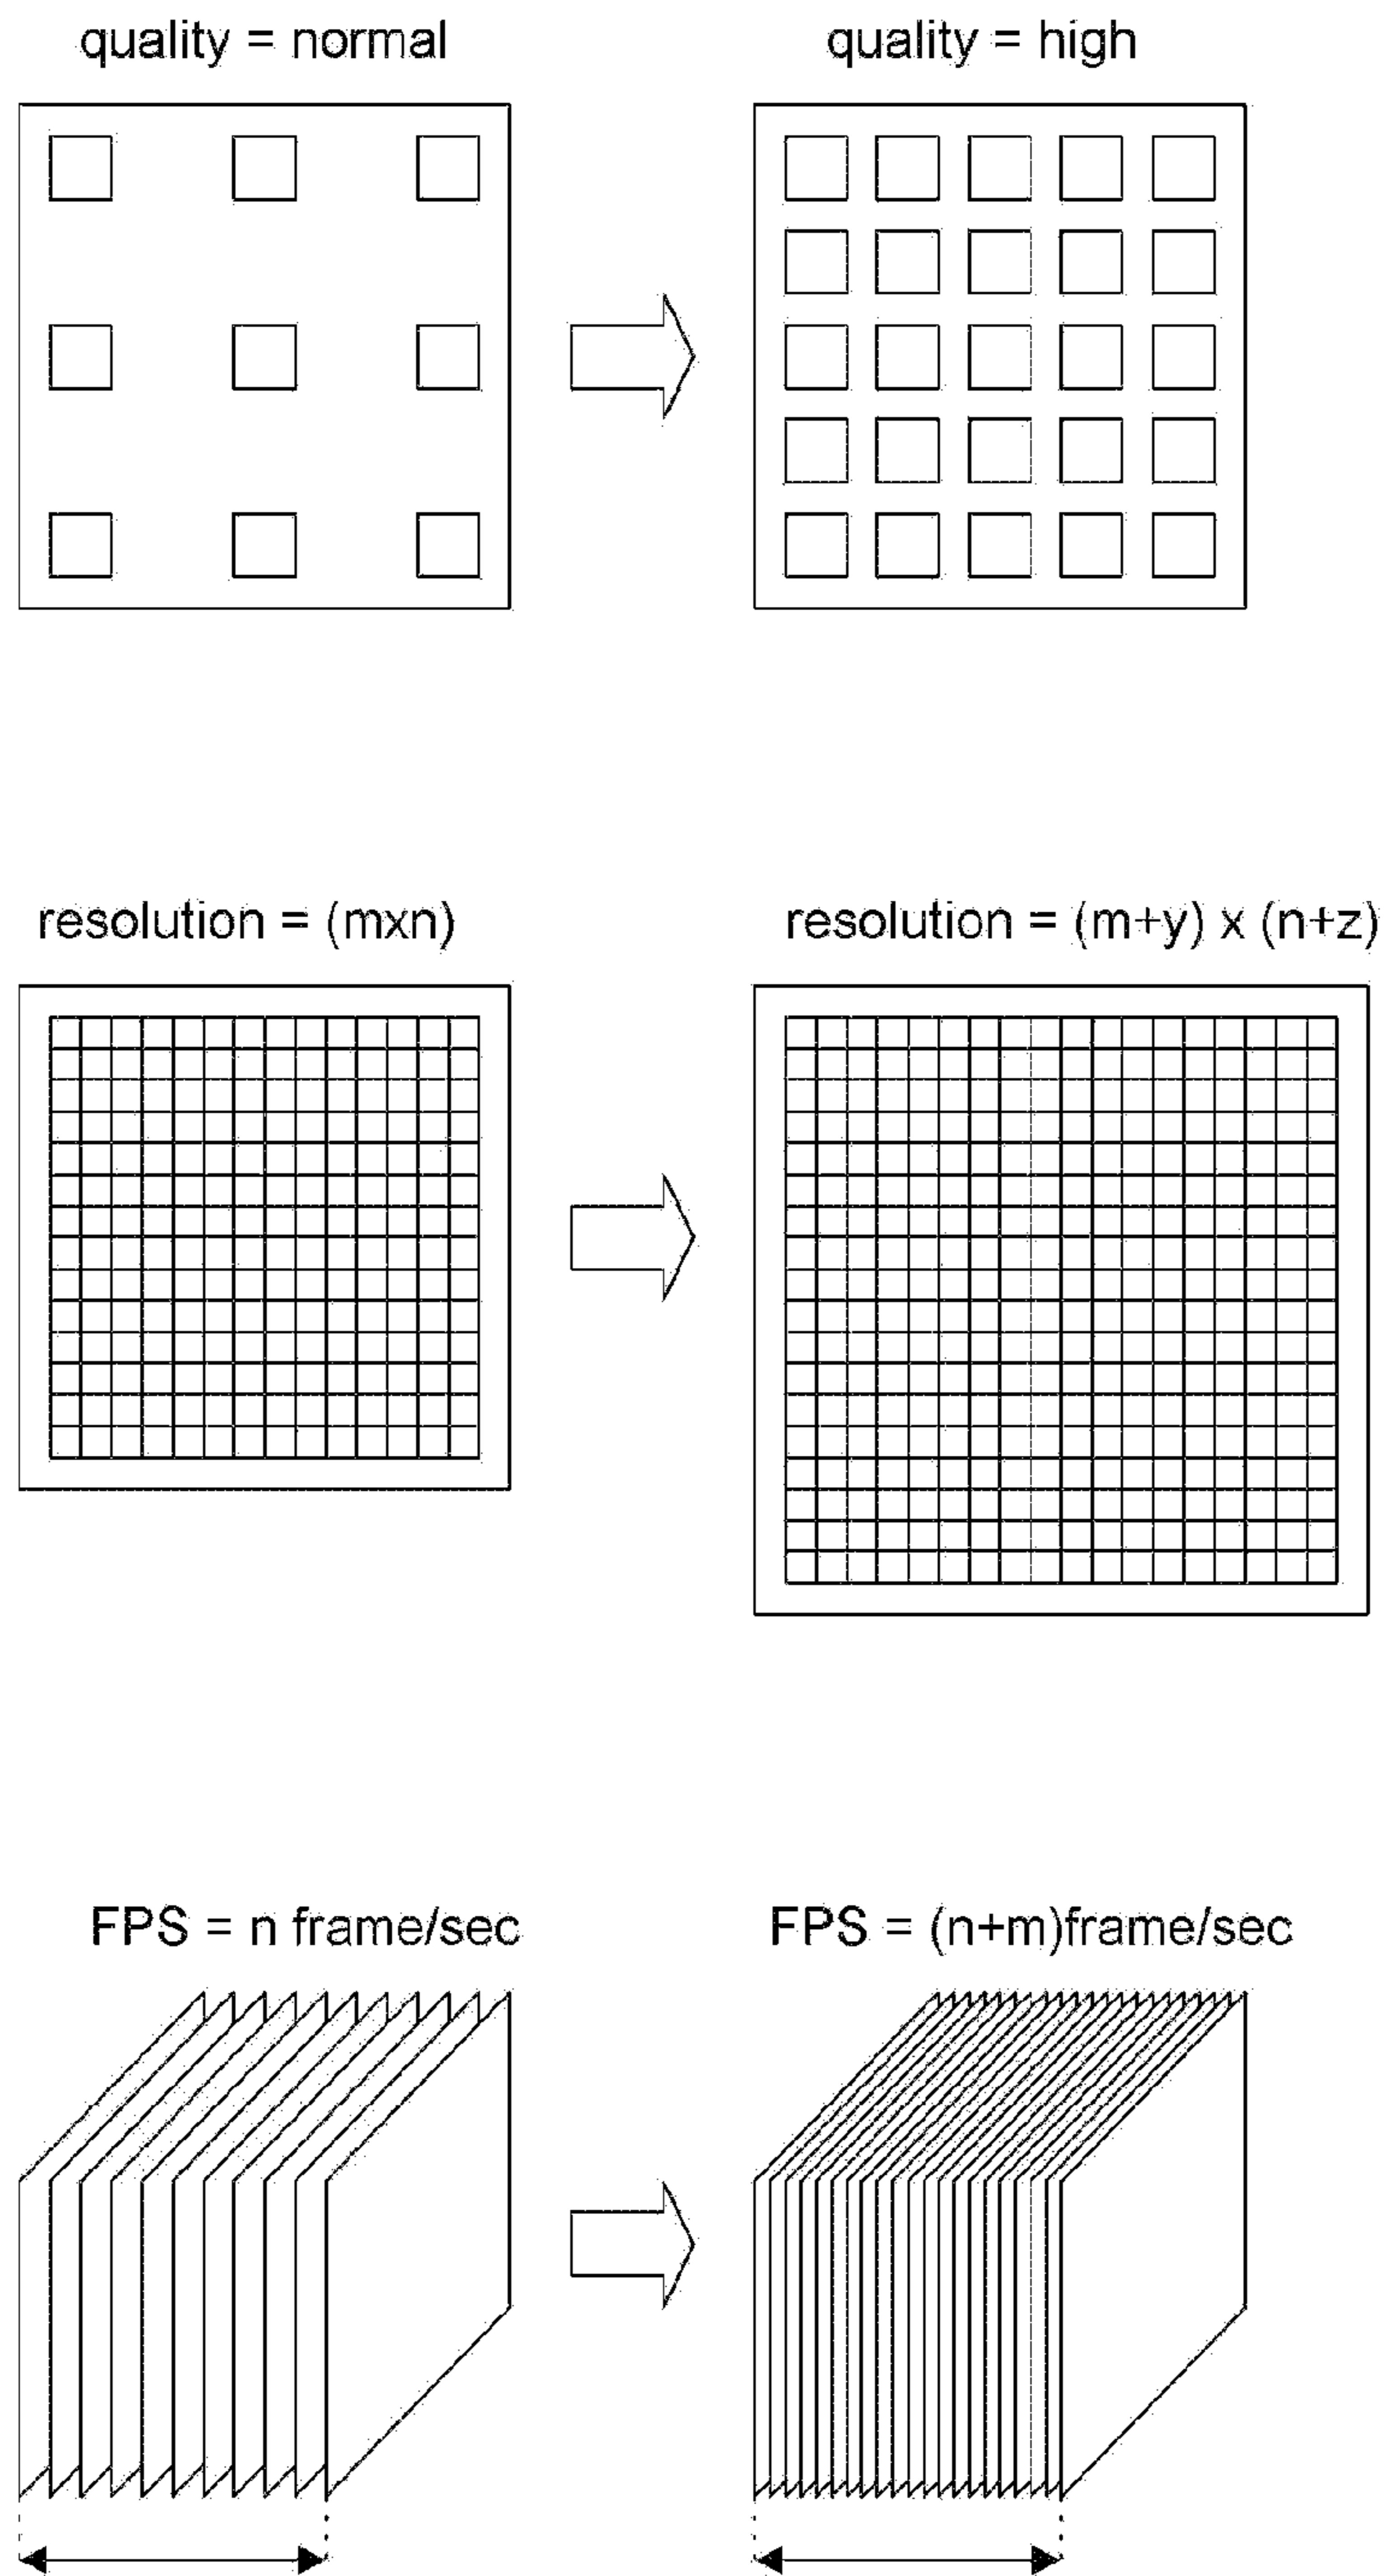 quality = normal
quality = high
resolution = (mxn)
resolution = (m+y) x (n+z)
FPS = n frame/sec
FPS = (n+m)frame/sec